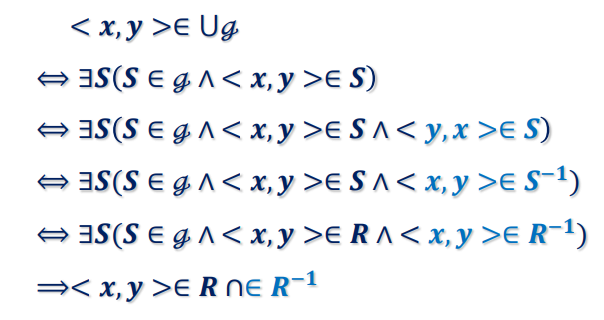 < x, y >∈ ∪ℊ
⇔ ∃S(S ∈ ℊ ∧< x, y >∈ S)
⇔ ∃S(S ∈ ℊ ∧< x, y >∈ S ∧< y, x >∈ S)
⇔ ∃S(S ∈ ℊ ∧< x, y >∈ S ∧< x, y >∈ S⁻¹)
⇔ ∃S(S ∈ ℊ ∧< x, y >∈ R ∧< x, y >∈ R⁻¹)
⟹< x, y >∈ R ∩∈ R⁻¹